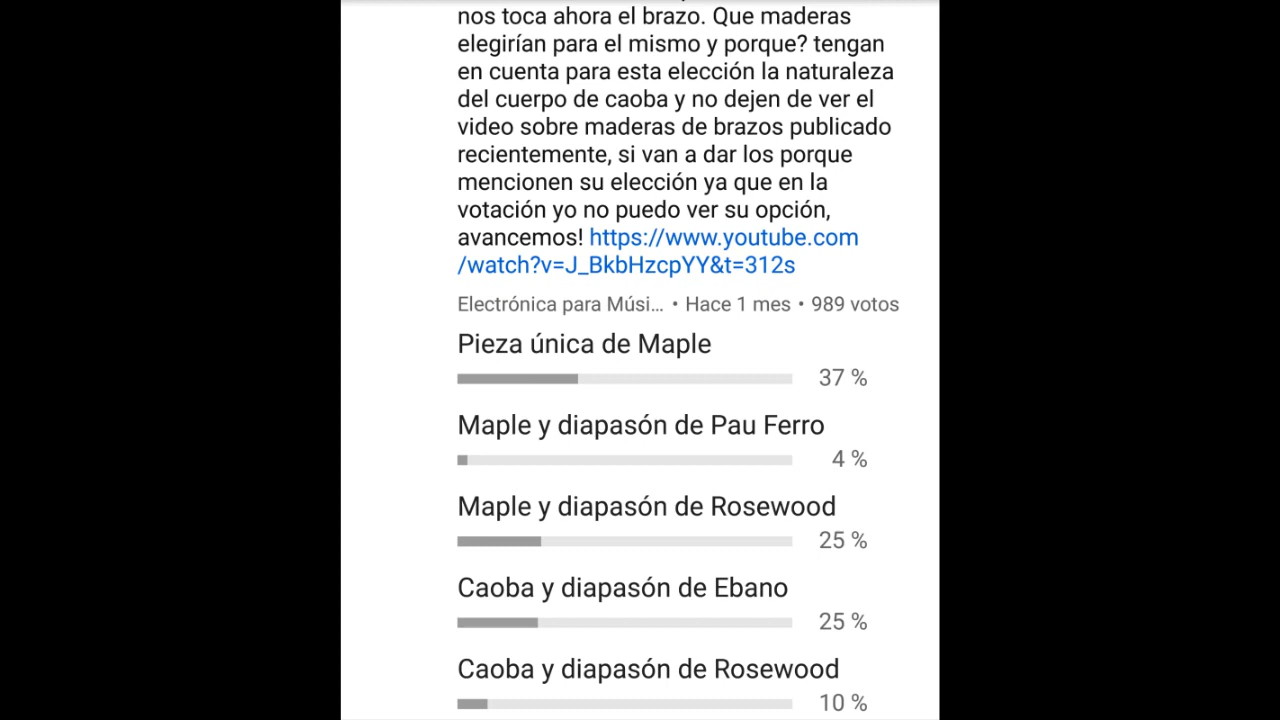 nos toca ahora el brazo. Que maderas
elegirían para el mismo y porque? tengan
en cuenta para esta elección la naturaleza
del cuerpo de caoba y no dejen de ver el
video sobre maderas de brazos publicado
recientemente, si van a dar los porque
mencionen su elección ya que en la
votación yo no puedo ver su opción,
avancemos! https://www.youtube.com
/watch?v=J_BkbHzcpYY&t=312s
Electrónica para Músi... • Hace 1 mes • 989 votos
Pieza única de Maple
37 %
Maple y diapasón de Pau Ferro
4 %
Maple y diapasón de Rosewood
25 %
Caoba y diapasón de Ebano
25 %
Caoba y diapasón de Rosewood
10 %